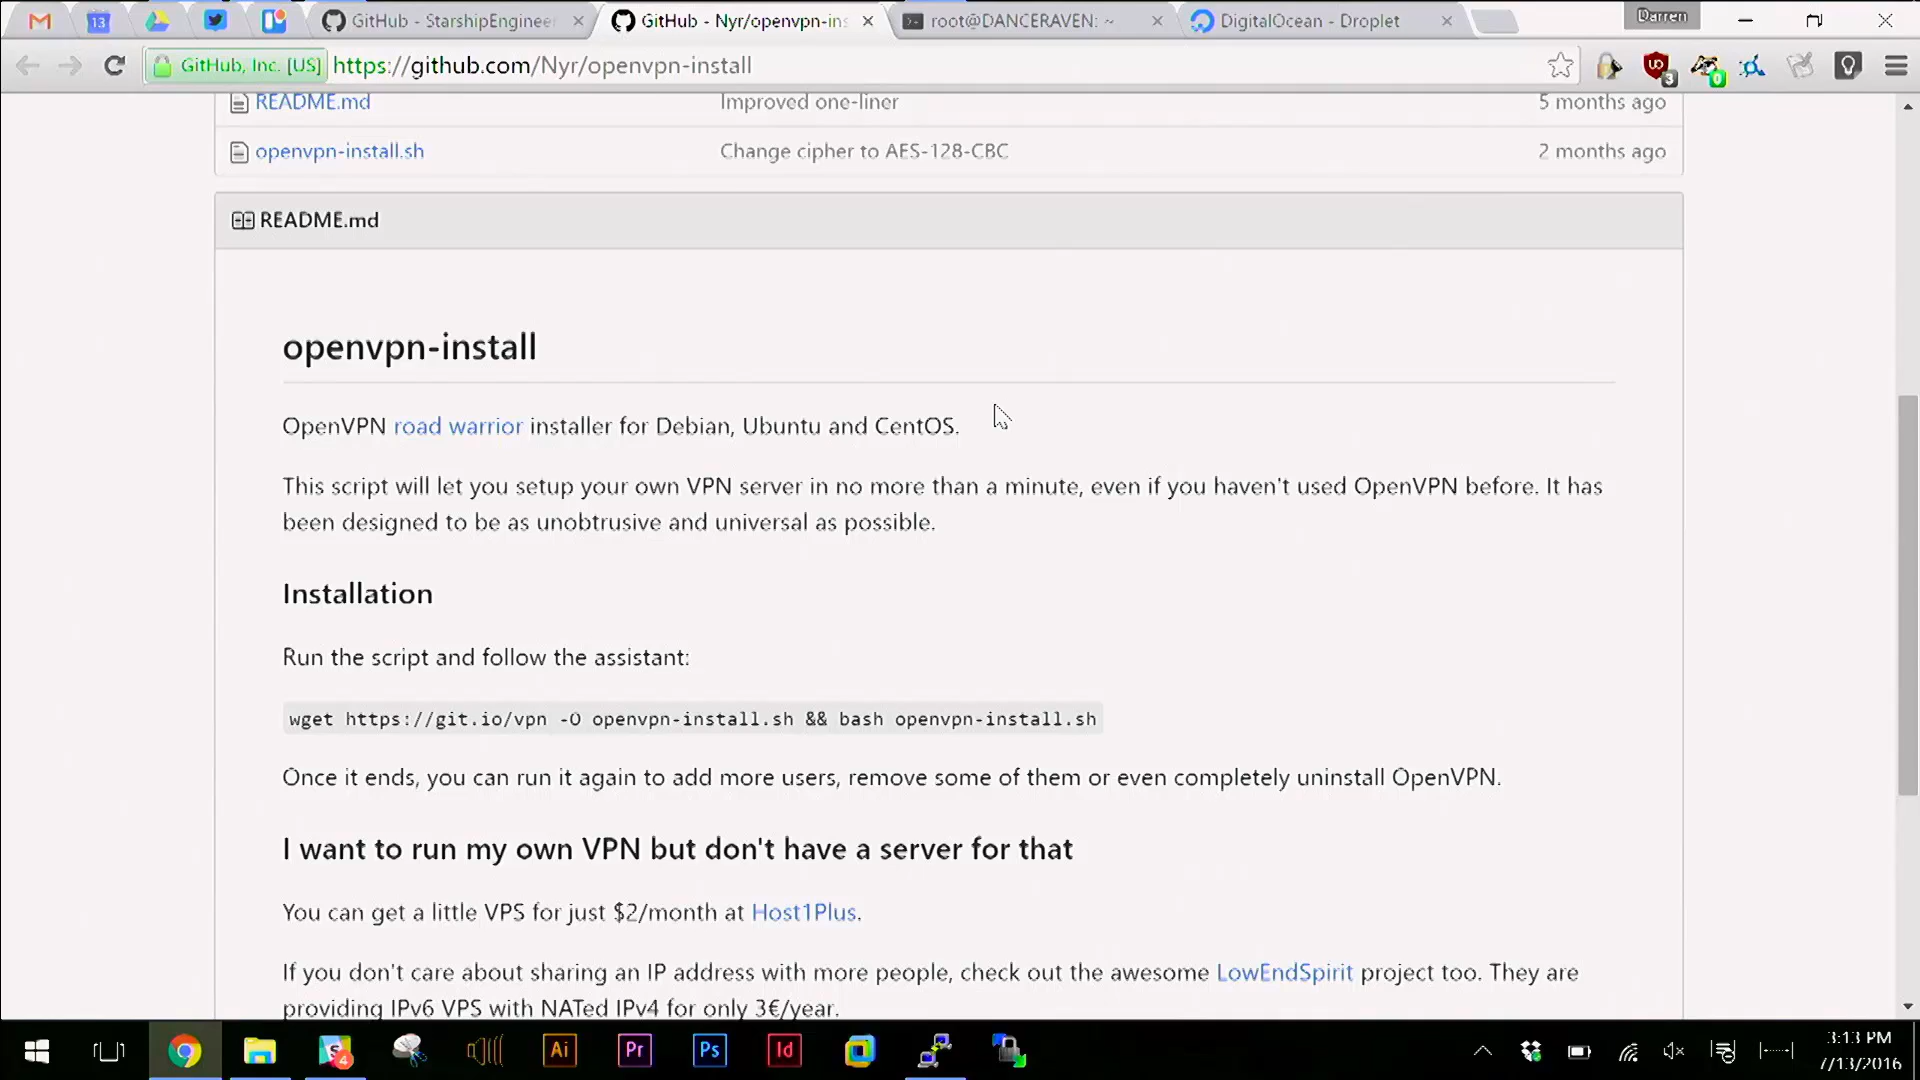 13
GitHub - StarshipEnginee
GitHub - Nyr/openvpn-ins
root@DANCERAVEN: ~
DigitalOcean - Droplet
Darren
GitHub, Inc. [US]
https://github.com/Nyr/openvpn-install
3
0
README.md
Improved one-liner
5 months ago
openvpn-install.sh
Change cipher to AES-128-CBC
2 months ago
README.md
openvpn-install
OpenVPN road warrior installer for Debian, Ubuntu and CentOS.
This script will let you setup your own VPN server in no more than a minute, even if you haven't used OpenVPN before. It has
been designed to be as unobtrusive and universal as possible.
Installation
Run the script and follow the assistant:
wget https://git.io/vpn -O openvpn-install.sh && bash openvpn-install.sh
Once it ends, you can run it again to add more users, remove some of them or even completely uninstall OpenVPN.
I want to run my own VPN but don't have a server for that
You can get a little VPS for just $2/month at Host1Plus.
If you don't care about sharing an IP address with more people, check out the awesome LowEndSpirit project too. They are
providing IPv6 VPS with NATed IPv4 for only 3€/year.
4
Ai
Pr
Ps
Id
3:13 PM
7/13/2016